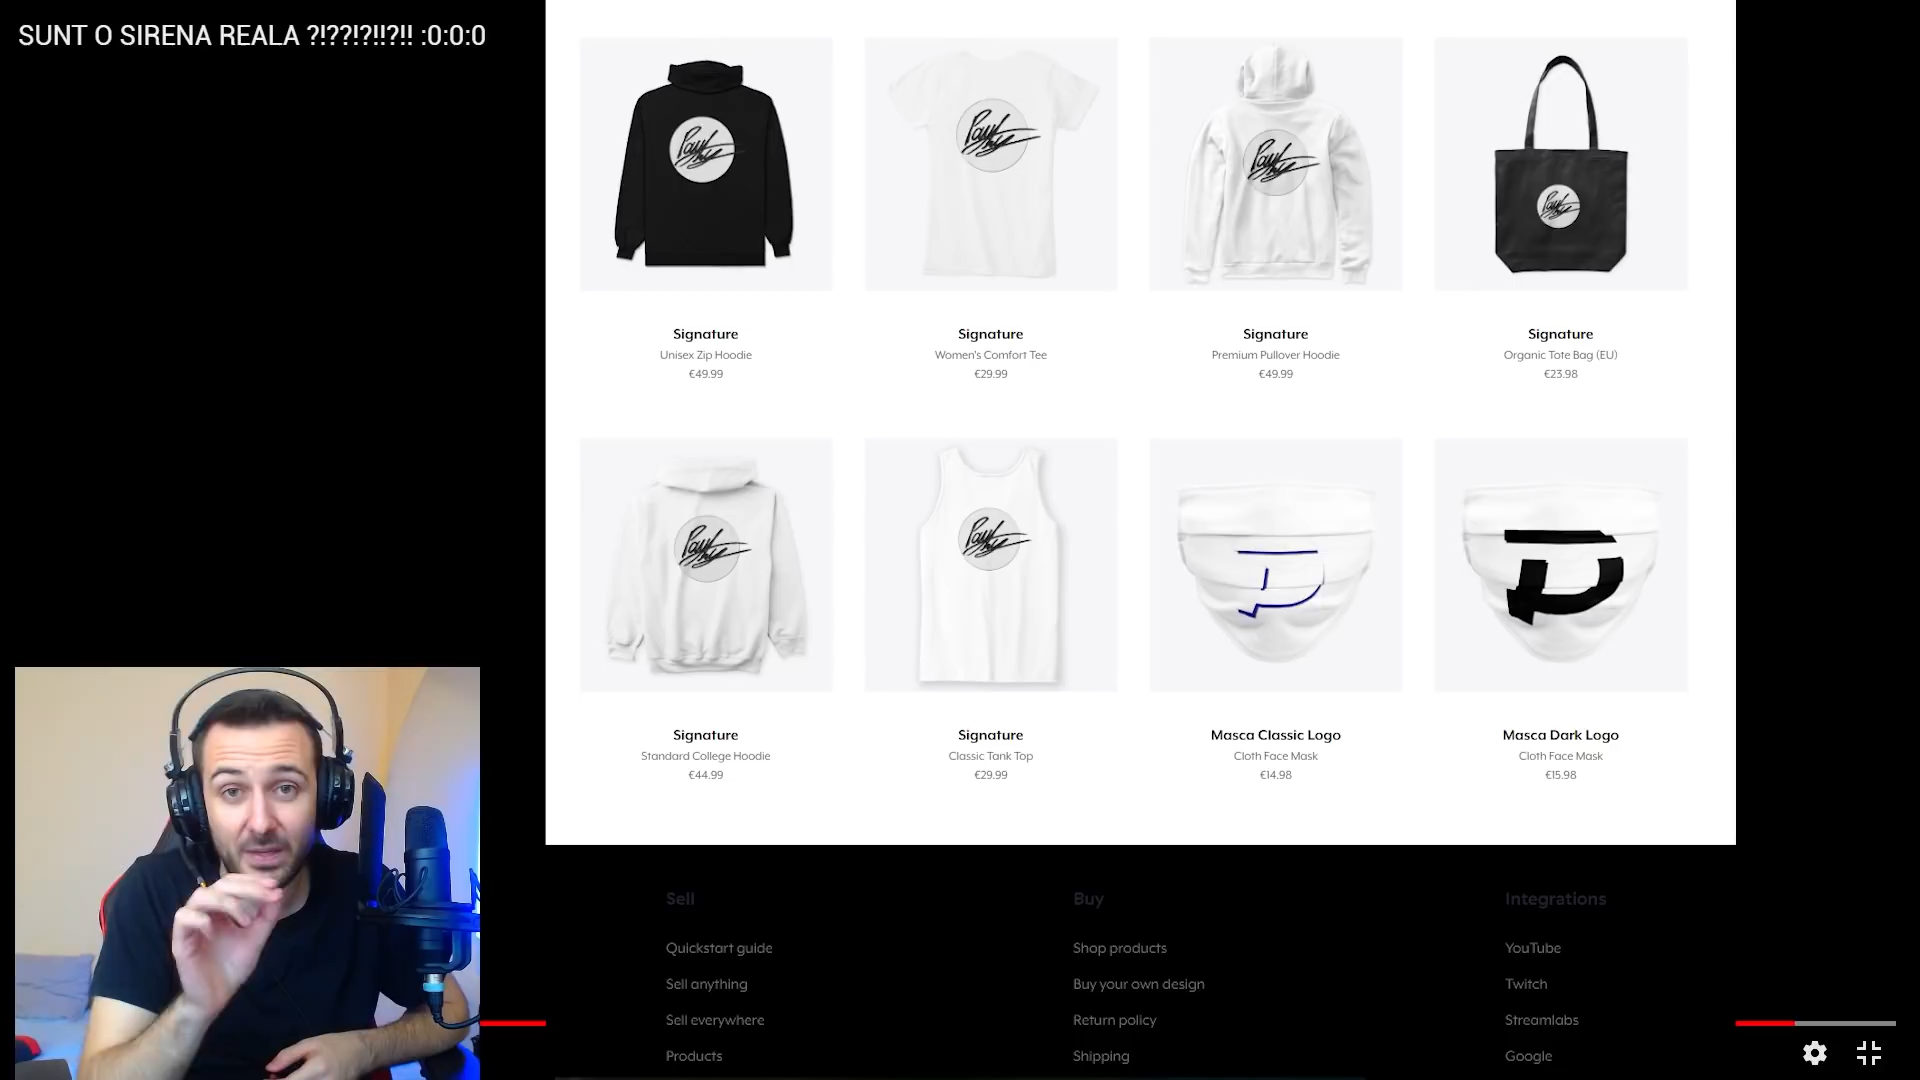 SUNT O SIRENA REALA ?!??!?!!?!! :0:0:0
Signature
Unisex Zip Hoodie
€49.99
Signature
Women's Comfort Tee
€29.99
Signature
Premium Pullover Hoodie
€49.99
Signature
Organic Tote Bag (EU)
€23.98
Signature
Standard College Hoodie
€44.99
Signature
Classic Tank Top
€29.99
Masca Classic Logo
Cloth Face Mask
€14.98
Masca Dark Logo
Cloth Face Mask
€15.98
Sell
Quickstart guide
Sell anything
Sell everywhere
Products
Buy
Shop products
Buy your own design
Return policy
Shipping
Integrations
YouTube
Twitch
Streamlabs
Google